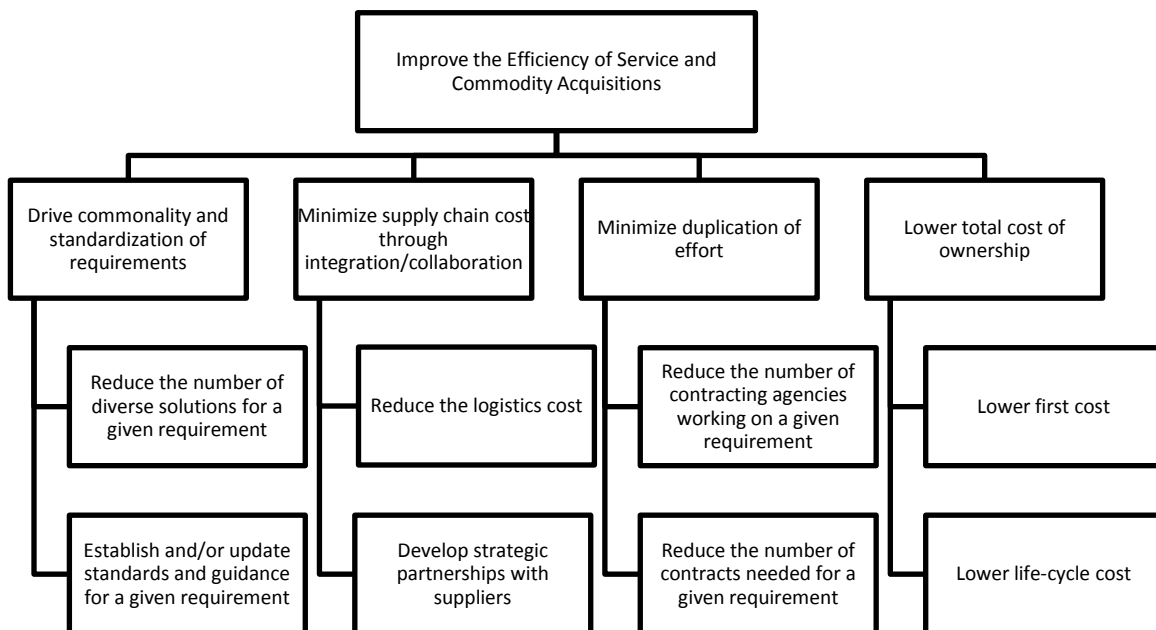 Improve the Efficiency of Service and
Commodity Acquisitions
Drive commonality and
standardization of
requirements
Minimize supply chain cost
through
integration/collaboration
Minimize duplication of
effort
Lower total cost of
ownership
Reduce the number of
diverse solutions for a
given requirement
Reduce the logistics cost
Reduce the number of
contracting agencies
working on a given
requirement
Lower first cost
Establish and/or update
standards and guidance
for a given requirement
Develop strategic
partnerships with
suppliers
Reduce the number of
contracts needed for a
given requirement
Lower life-cycle cost